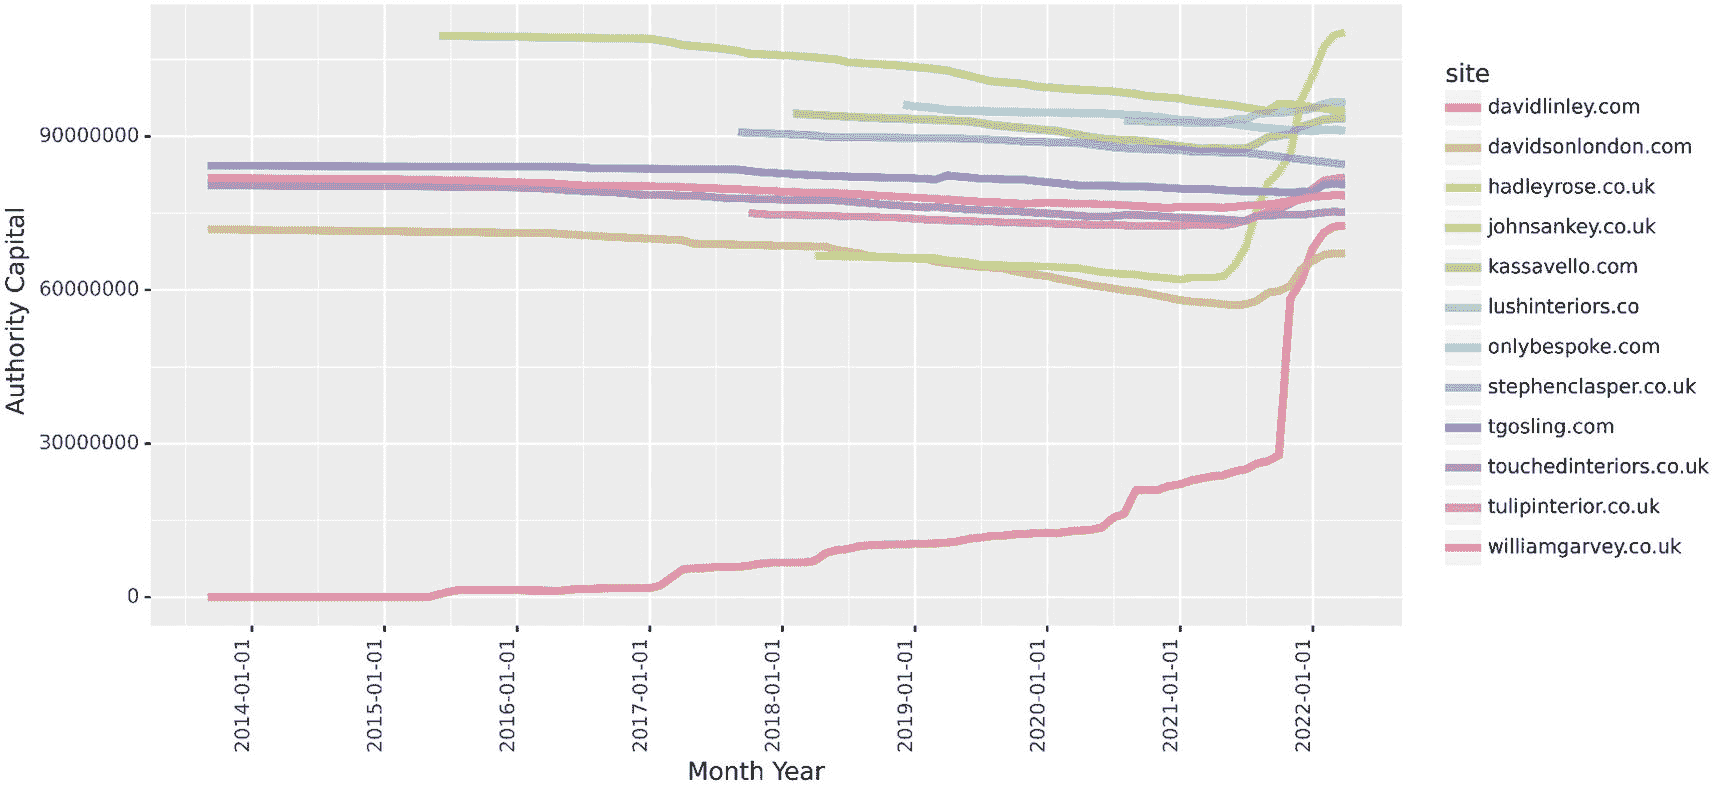 Authority Capital
90000000
60000000
30000000
0
2014-01-01
2015-01-01
2016-01-01
2017-01-01
2018-01-01
2019-01-01
2020-01-01
2021-01-01
2022-01-01
Month Year
site
davidlinley.com
davidsonlondon.com
hadleyrose.co.uk
johnsankey.co.uk
kassavello.com
lushinteriors.co
onlybespoke.com
stephenclasper.co.uk
tgosling.com
touchedinteriors.co.uk
tulipinterior.co.uk
williamgarvey.co.uk